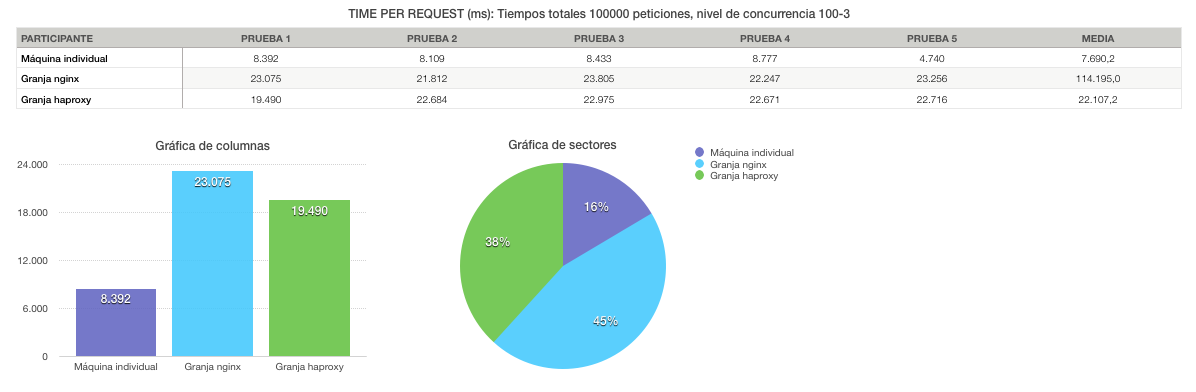 TIME PER REQUEST (ms): Tiempos totales 100000 peticiones, nivel de concurrencia 100-3
PARTICIPANTE PRUEBA 1 PRUEBA 2 PRUEBA 3 PRUEBA 4 PRUEBA 5 MEDIA
Máquina individual 8.392 8.109 8.433 8.777 4.740 7.690,2
Granja nginx 23.075 21.812 23.805 22.247 23.256 114.195,0
Granja haproxy 19.490 22.684 22.975 22.671 22.716 22.107,2
Gráfica de columnas
24.000
18.000
12.000
6.000
0
8.392
23.075
19.490
Máquina individual Granja nginx Granja haproxy
Gráfica de sectores
16%
38%
45%
Máquina individual
Granja nginx
Granja haproxy